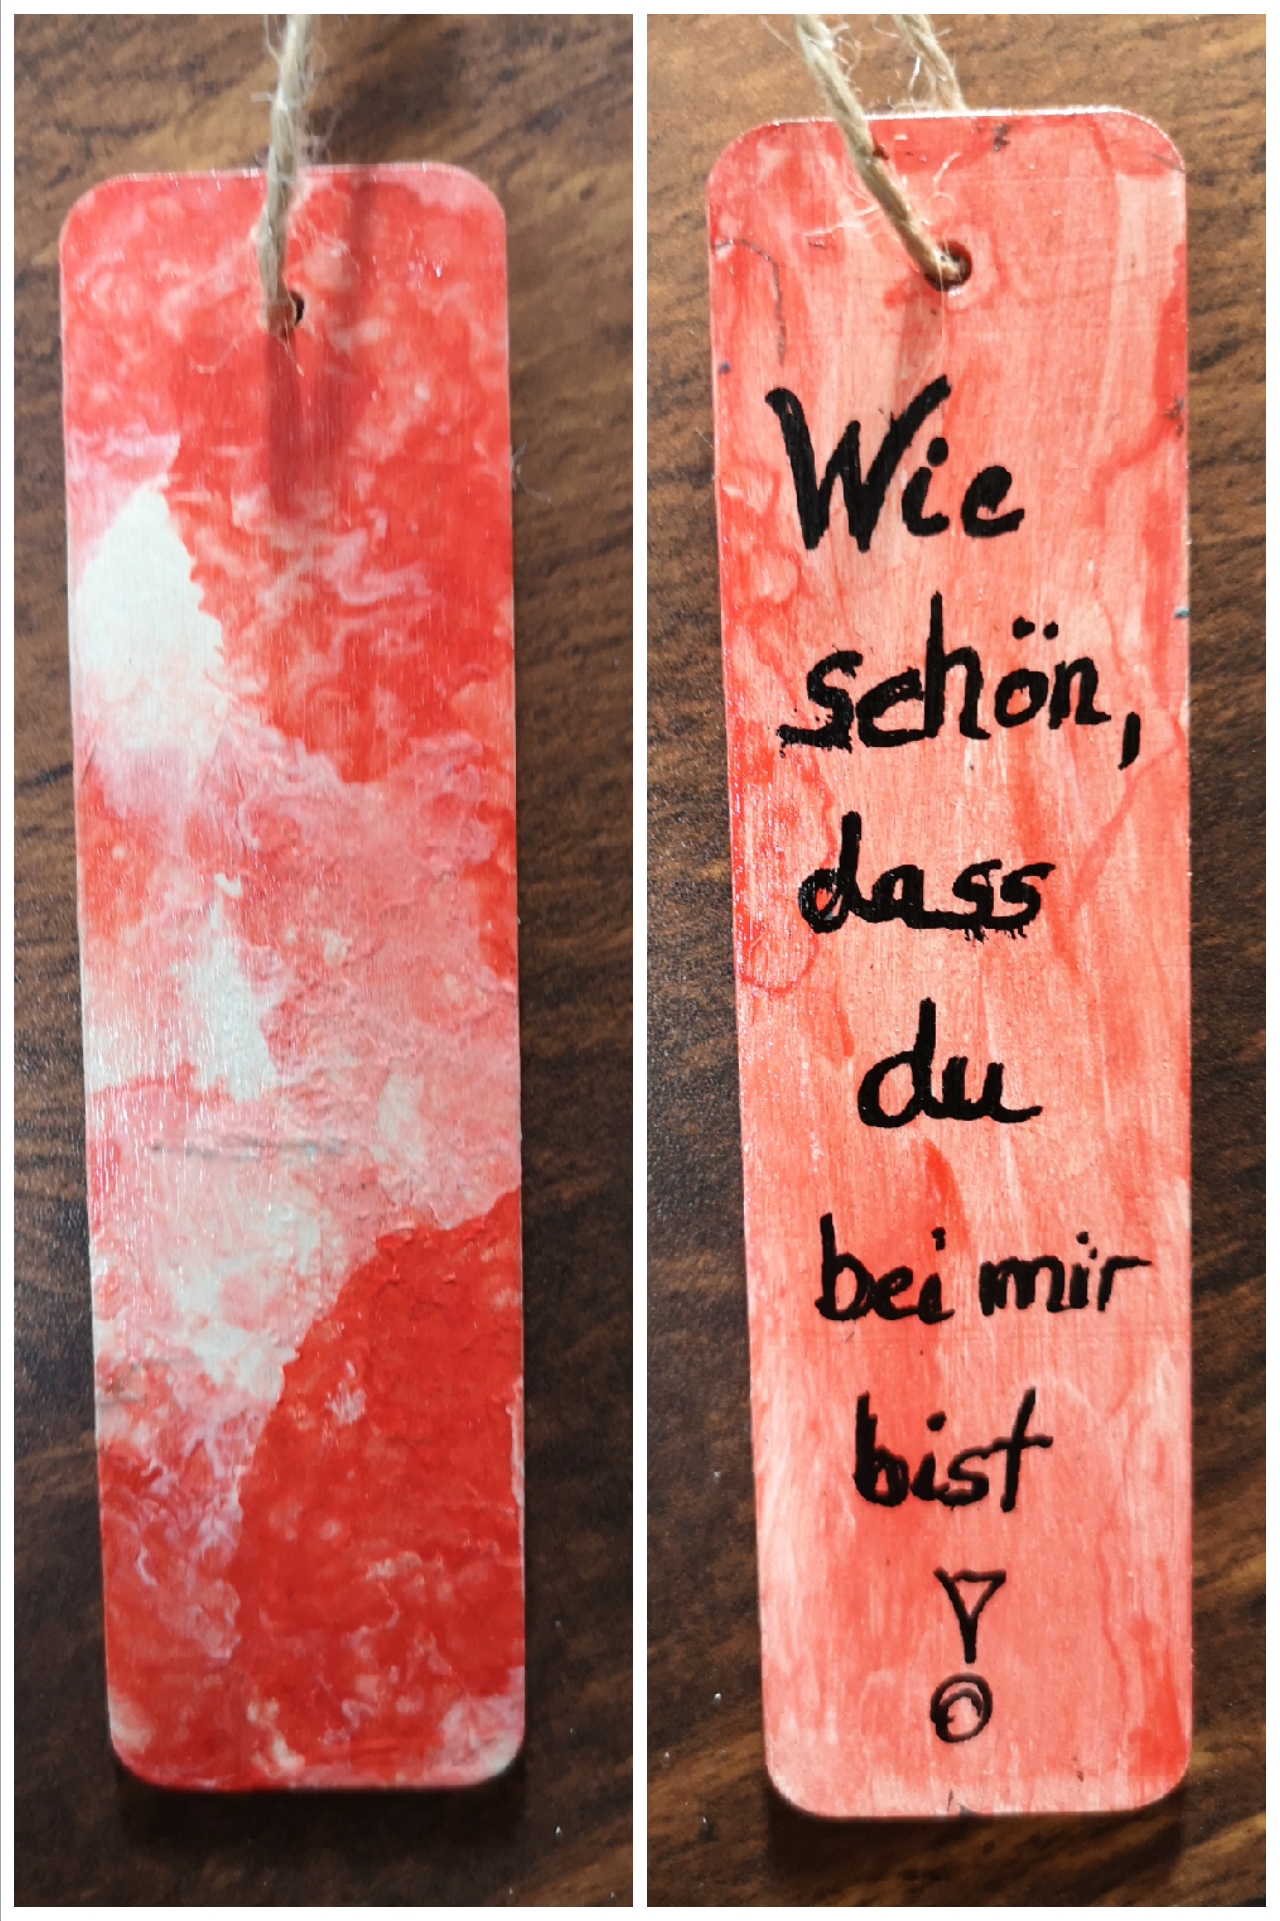 Wie
schön,
dass
du
bei mir
bist
!